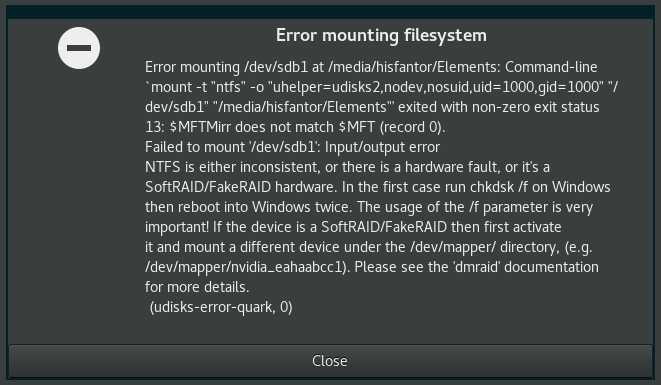 Error mounting filesystem
Error mounting /dev/sdb1 at /media/hisfantor/Elements: Command-line
`mount -t "ntfs" -o "uhelper=udisks2,nodev,nosuid,uid=1000,gid=1000" "/
dev/sdb1" "/media/hisfantor/Elements"' exited with non-zero exit status
13: $MFTMirr does not match $MFT (record 0).
Failed to mount '/dev/sdb1': Input/output error
NTFS is either inconsistent, or there is a hardware fault, or it's a
SoftRAID/FakeRAID hardware. In the first case run chkdsk /f on Windows
then reboot into Windows twice. The usage of the /f parameter is very
important! If the device is a SoftRAID/FakeRAID then first activate
it and mount a different device under the /dev/mapper/ directory, (e.g.
/dev/mapper/nvidia_eahaabcc1). Please see the 'dmraid' documentation
for more details.
(udisks-error-quark, 0)
Close